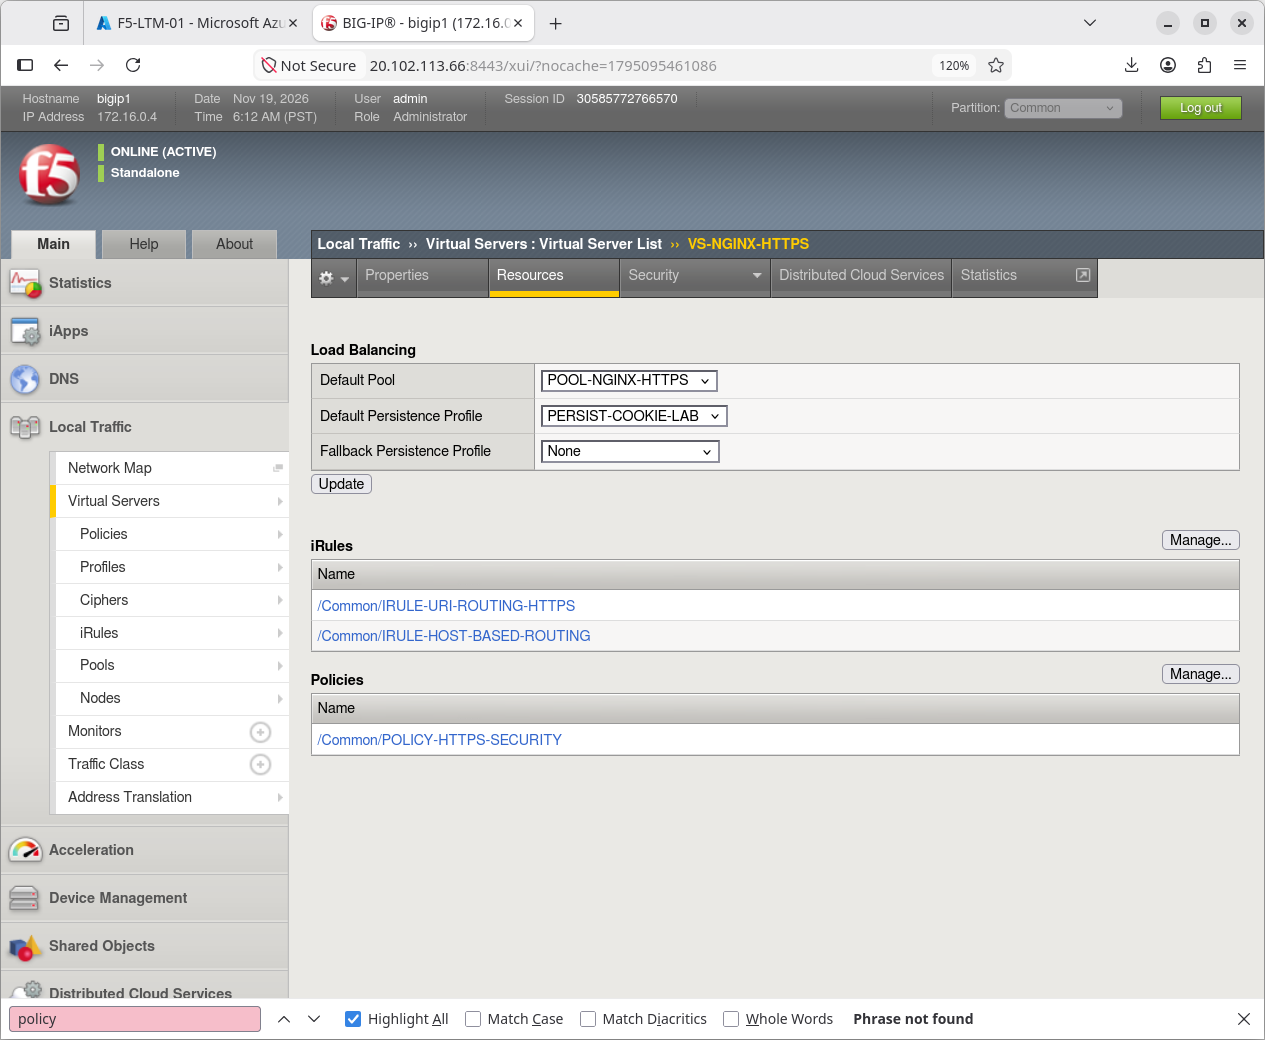 F5-LTM-01 - Microsoft Azu
BIG-IP® - bigip1 (172.16.0
Not Secure 20.102.113.66:8443/xui/?nocache=1795095461086 120%
Hostname bigip1 Date Nov 19, 2026 User admin Session ID 30585772766570
IP Address 172.16.0.4 Time 6:12 AM (PST) Role Administrator
Partition: Common Log out
f5
ONLINE (ACTIVE)
Standalone
Main Help About
Local Traffic ›› Virtual Servers : Virtual Server List ›› VS-NGINX-HTTPS
Properties Resources Security Distributed Cloud Services Statistics
Statistics
iApps
DNS
Local Traffic
Network Map
Virtual Servers
Policies
Profiles
Ciphers
iRules
Pools
Nodes
Monitors
Traffic Class
Address Translation
Acceleration
Device Management
Shared Objects
Distributed Cloud Services
Load Balancing
Default Pool POOL-NGINX-HTTPS
Default Persistence Profile PERSIST-COOKIE-LAB
Fallback Persistence Profile None
Update
iRules Manage...
Name
/Common/IRULE-URI-ROUTING-HTTPS
/Common/IRULE-HOST-BASED-ROUTING
Policies Manage...
Name
/Common/POLICY-HTTPS-SECURITY
policy Highlight All Match Case Match Diacritics Whole Words Phrase not found